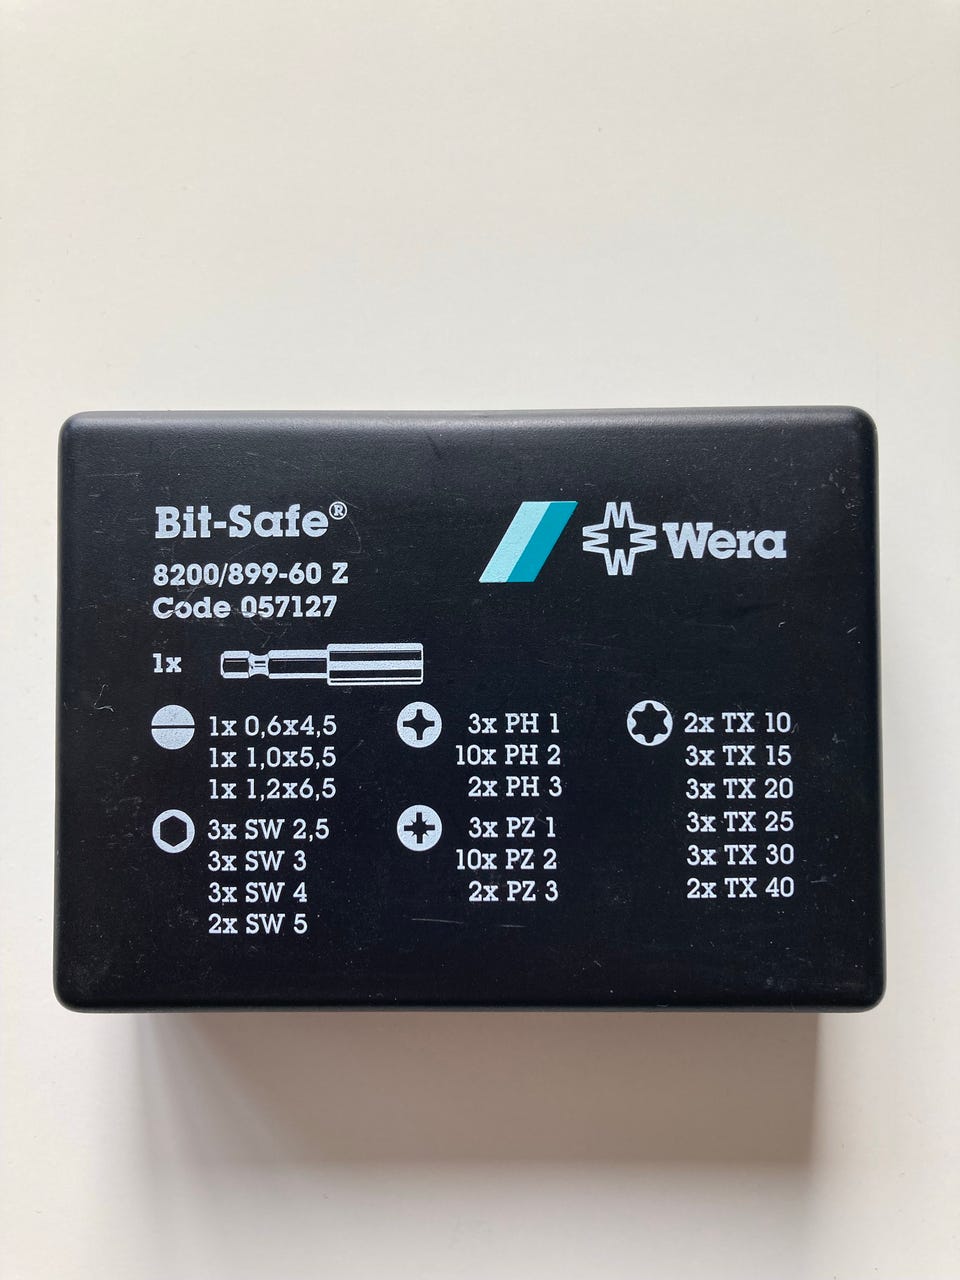 Bit-Safe®
8200/899-60 Z
Code 057127
Wera
1x
1x 0,6x4,5
1x 1,0x5,5
1x 1,2x6,5
3x SW 2,5
3x SW 3
3x SW 4
2x SW 5
3x PH 1
10x PH 2
2x PH 3
3x PZ 1
10x PZ 2
2x PZ 3
2x TX 10
3x TX 15
3x TX 20
3x TX 25
3x TX 30
2x TX 40